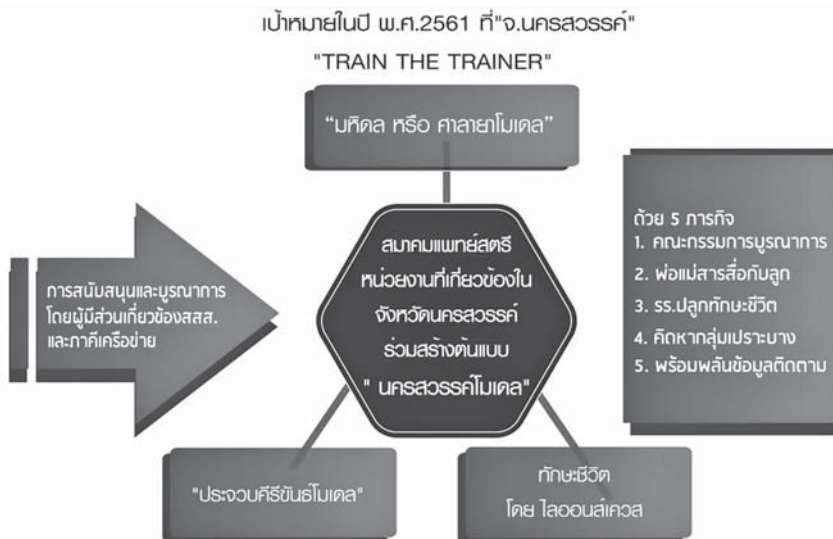 เป้าหมายในปี พ.ศ.2561 ที่"จ.นครสวรรค์"
"TRAIN THE TRAINER"
“มหิดล หรือ ศาลายาโมเดล”
การสนับสนุนและบูรณาการ
โดยผู้มีส่วนเกี่ยวข้องสสส.
และภาคีเครือข่าย
สมาคมแพทย์สตรี
หน่วยงานที่เกี่ยวข้องใน
จังหวัดนครสวรรค์
ร่วมสร้างต้นแบบ
" นครสวรรค์โมเดล"
ด้วย 5 ภารกิจ
1. คณะกรรมการบูรณาการ
2. พ่อแม่สารสื่อกับลูก
3. รร.ปลูกทักษะชีวิต
4. คิดหากลุ่มเปราะบาง
5. พร้อมพลันข้อมูลติดตาม
"ประจวบคีรีขันธ์โมเดล"
ทักษะชีวิต
โดย ไลออนส์เควส